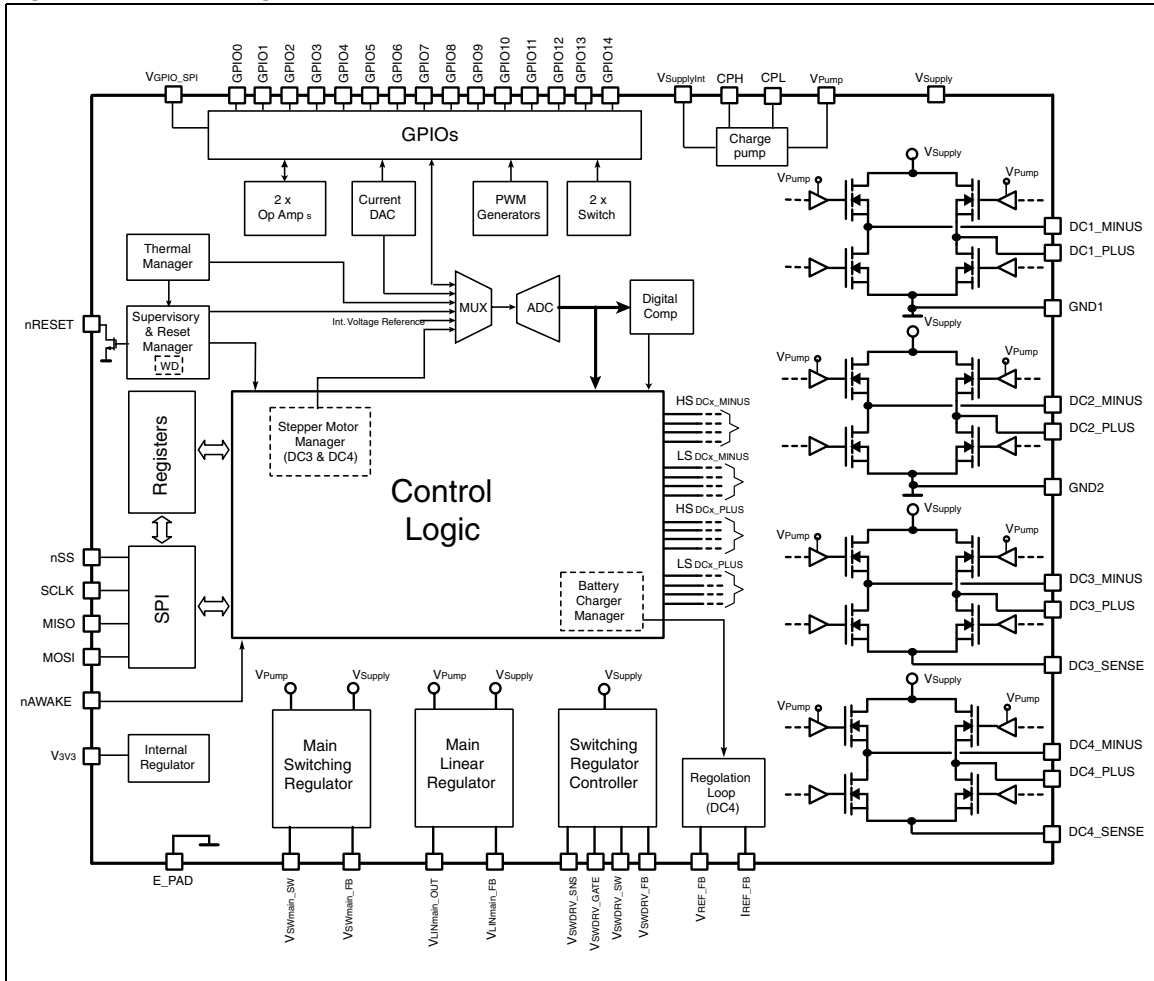 GPIO0
GPIO1
GPIO2
GPIO3
GPIO4
GPIO5
GPIO6
GPIO7
GPIO8
GPIO9
GPIO10
GPIO11
GPIO12
GPIO13
GPIO14
VGPIO_SPI
VSupplyInt
CPH
CPL
VPump
VSupply
GPIOs
Charge
pump
2 x
Op Amp s
Current
DAC
PWM
Generators
2 x
Switch
Thermal
Manager
nRESET
Supervisory
& Reset
Manager
WD
Int. Voltage Reference
MUX
ADC
Digital
Comp
Registers
Stepper Motor
Manager
(DC3 & DC4)
Control
Logic
HS DCx_MINUS
LS DCx_MINUS
HS DCx_PLUS
LS DCx_PLUS
Battery
Charger
Manager
nSS
SCLK
MISO
MOSI
SPI
nAWAKE
V3V3
Internal
Regulator
VPump
VSupply
Main
Switching
Regulator
VPump
VSupply
Main
Linear
Regulator
VSupply
Switching
Regulator
Controller
Regolation
Loop
(DC4)
E_PAD
VSWmain_SW
VSWmain_FB
VLINmain_OUT
VLINmain_FB
VSWDRV_SNS
VSWDRV_GATE
VSWDRV_SW
VSWDRV_FB
VREF_FB
IREF_FB
VSupply
VPump
VPump
DC1_MINUS
DC1_PLUS
GND1
VSupply
VPump
VPump
DC2_MINUS
DC2_PLUS
GND2
VSupply
VPump
VPump
DC3_MINUS
DC3_PLUS
DC3_SENSE
VSupply
VPump
VPump
DC4_MINUS
DC4_PLUS
DC4_SENSE